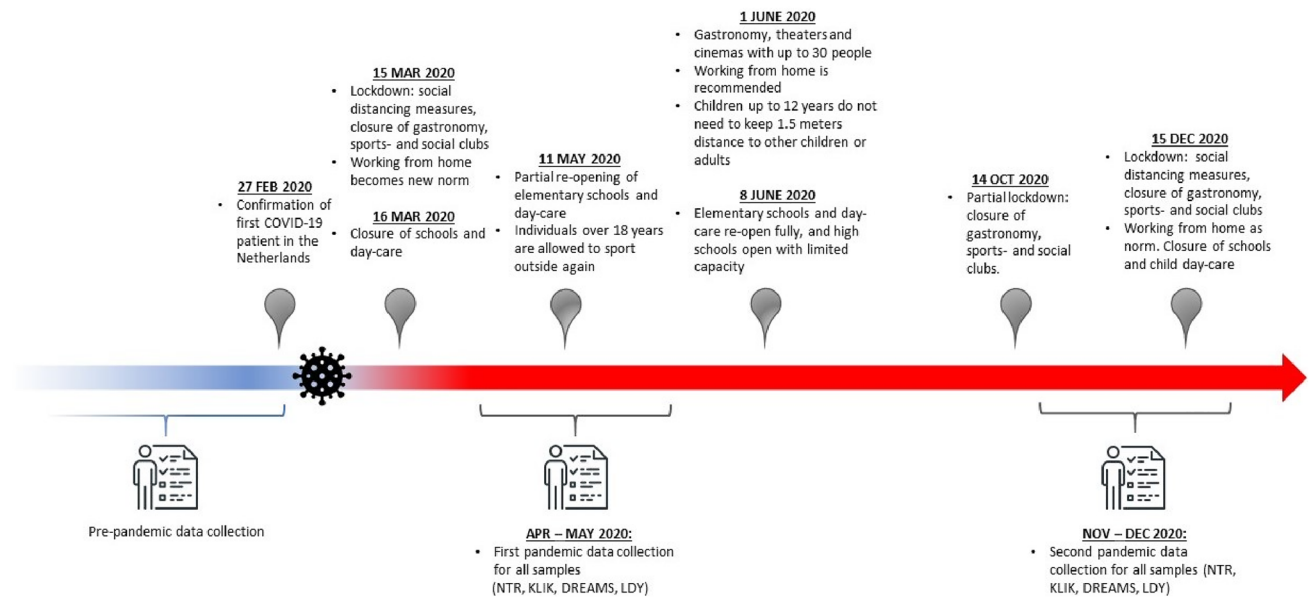 27 FEB 2020
• Confirmation of
first COVID-19
patient in the
Netherlands
15 MAR 2020
• Lockdown: social
distancing measures,
closure of gastronomy,
sports- and social clubs
• Working from home
becomes new norm
16 MAR 2020
• Closure of schools and
day-care
11 MAY 2020
• Partial re-opening of
elementary schools and
day-care
• Individuals over 18 years
are allowed to sport
outside again
1 JUNE 2020
• Gastronomy, theaters and
cinemas with up to 30 people
• Working from home is
recommended
• Children up to 12 years do not
need to keep 1.5 meters
distance to other children or
adults
8 JUNE 2020
• Elementary schools and day-
care re-open fully, and high
schools open with limited
capacity
14 OCT 2020
• Partial lockdown:
closure of
gastronomy,
sports- and social
clubs.
15 DEC 2020
• Lockdown: social
distancing measures,
closure of gastronomy,
sports- and social clubs
• Working from home as
norm. Closure of schools
and child day-care
Pre-pandemic data collection
APR – MAY 2020:
• First pandemic data collection
for all samples
(NTR, KLIK, DREAMS, LDY)
NOV – DEC 2020:
• Second pandemic data
collection for all samples (NTR,
KLIK, DREAMS, LDY)